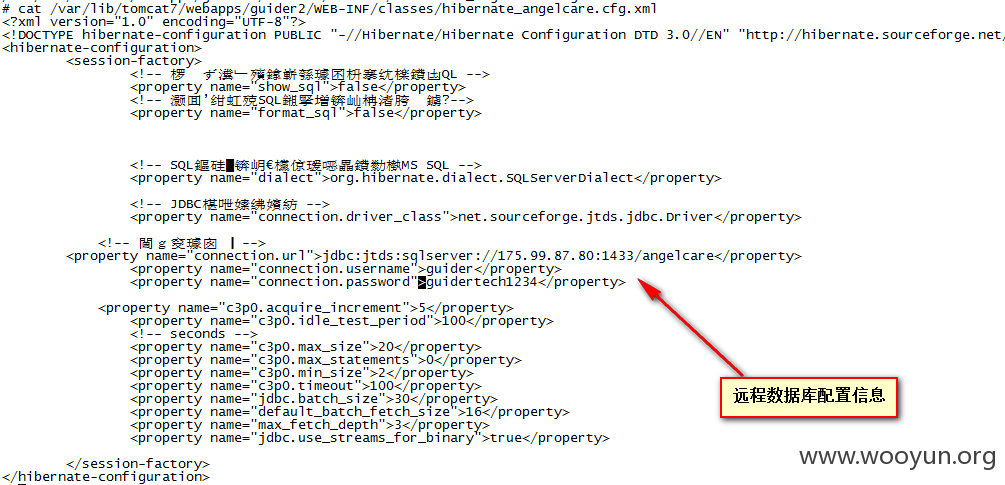 # cat /var/lib/tomcat7/webapps/guider2/WEB-INF/classes/hibernate_angelcare.cfg.xml
<?xml version="1.0" encoding="UTF-8"?>
<!DOCTYPE hibernate-configuration PUBLIC "-//Hibernate/Hibernate Configuration DTD 3.0//EN" "http://hibernate.sourceforge.net/
<hibernate-configuration>
<session-factory>
<!-- QL -->
<property name="show_sql">false</property>
<!-- SQL -->
<property name="format_sql">false</property>
<!-- SQL MS SQL -->
<property name="dialect">org.hibernate.dialect.SQLServerDialect</property>
<!-- JDBC -->
<property name="connection.driver_class">net.sourceforge.jtds.jdbc.Driver</property>
<!-- -->
<property name="connection.url">jdbc:jtds:sqlserver://175.99.87.80:1433/angelcare</property>
<property name="connection.username">guider</property>
<property name="connection.password">guidertech1234</property>
<property name="c3p0.acquire_increment">5</property>
<property name="c3p0.idle_test_period">100</property>
<!-- seconds -->
<property name="c3p0.max_size">20</property>
<property name="c3p0.max_statements">0</property>
<property name="c3p0.min_size">2</property>
<property name="c3p0.timeout">100</property>
<property name="jdbc.batch_size">30</property>
<property name="default_batch_fetch_size">16</property>
<property name="max_fetch_depth">3</property>
<property name="jdbc.use_streams_for_binary">true</property>
远程数据库配置信息
</session-factory>
</hibernate-configuration>
www.wooyun.org